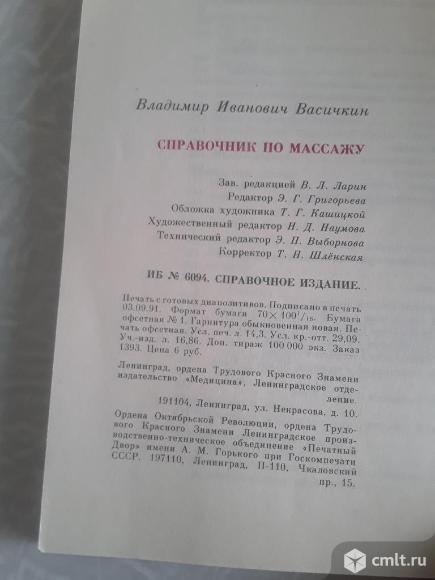 Владимир Иванович Васичкин
СПРАВОЧНИК ПО МАССАЖУ
Зав. редакцией В. Л. Ларин
Редактор Э. Г. Григорьева
Обложка художника Т. Г. Кашицкой
Художественный редактор Н. Д. Наумова
Технический редактор Э. П. Выборнова
Корректор Т. Н. Шлёнская
ИБ № 6094. СПРАВОЧНОЕ ИЗДАНИЕ.
Печать с готовых диапозитивов. Подписано в печать
03.09.91. Формат бумаги 70×100¹/₁₆. Бумага
офсетная № 1. Гарнитура обыкновенная новая. Пе-
чать офсетная. Усл. печ. л. 14,3. Усл. кр.-отт. 29,09.
Уч.-изд. л. 16,86. Доп. тираж 100 000 экз. Заказ
1393. Цена 6 руб.
Ленинград, ордена Трудового Красного Знамени
издательство «Медицина», Ленинградское отде-
ление.
191104, Ленинград, ул. Некрасова, д. 10.
Ордена Октябрьской Революции, ордена Трудо-
вого Красного Знамени Ленинградское произ-
водственно-техническое объединение «Печатный
Двор» имени А. М. Горького при Госкомпечати
СССР. 197110, Ленинград, П-110, Чкаловский
пр., 15.
cmlt.ru